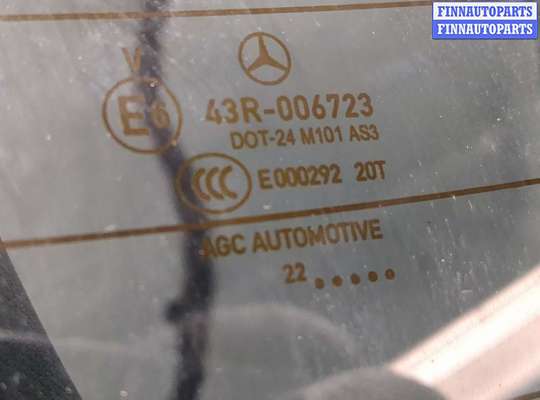 FINNAUTOPARTS
FINNAUTOPARTS
V
E6 43R-006723
DOT-24 M101 AS3
CCC E000292 20T
AGC AUTOMOTIVE
22 .....